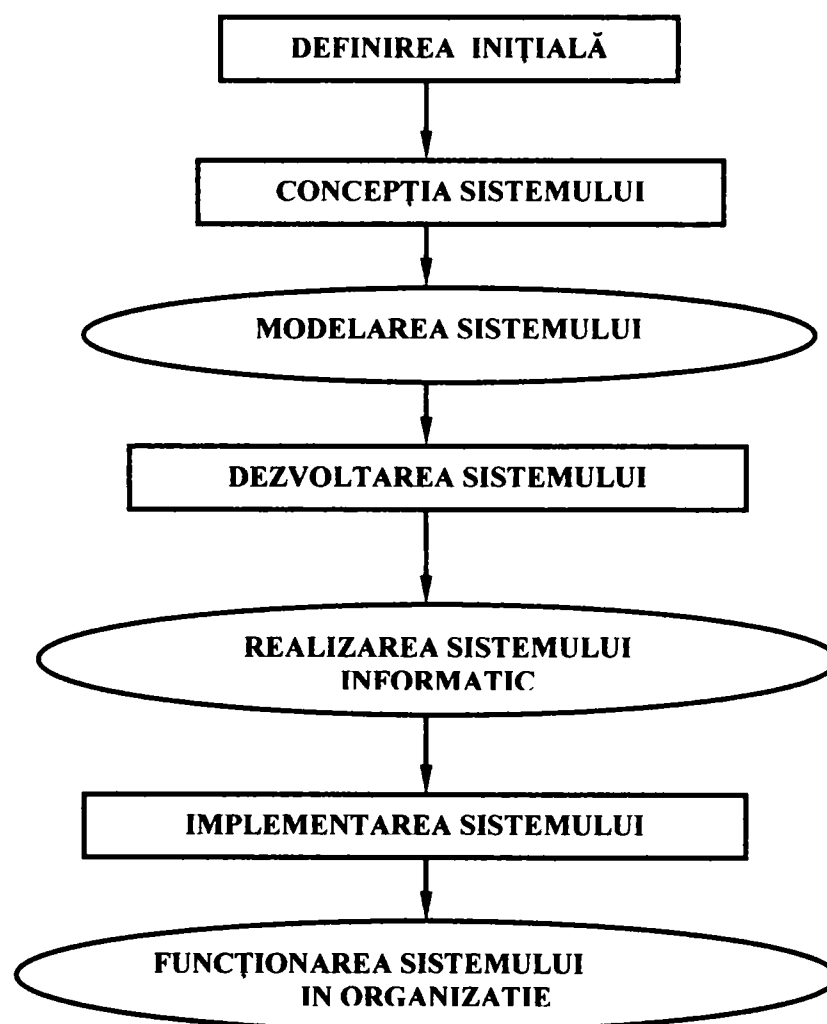 DEFINIREA INIȚIALĂ
CONCEPȚIA SISTEMULUI
MODELAREA SISTEMULUI
DEZVOLTAREA SISTEMULUI
REALIZAREA SISTEMULUI
INFORMATIC
IMPLEMENTAREA SISTEMULUI
FUNCȚIONAREA SISTEMULUI
IN ORGANIZATIE